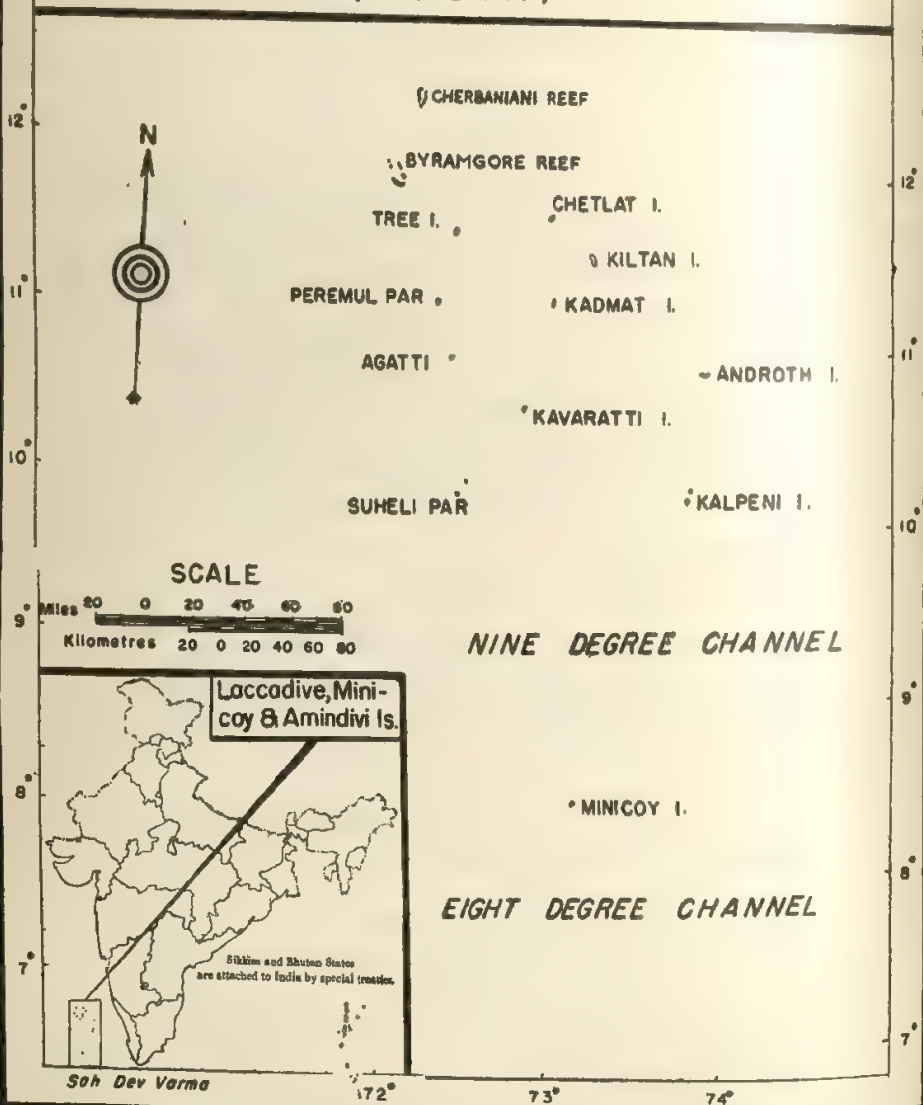 CHERBANIANI REEF
12°
N
BYRAMGORE REEF
12°
CHETLAT I.
TREE I.
KILTAN I.
11°
PEREMUL PAR
KADMAT I.
11°
AGATTI
ANDROTH I.
KAVARATTI I.
10°
SUHELI PAR
KALPENI I.
10°
SCALE
Miles 20 0 20 40 60 80
9°
Kilometres 20 0 20 40 60 80
NINE DEGREE CHANNEL
Laccadive, Mini-
coy & Amindivi Is.
9°
8°
MINICOY I.
8°
EIGHT DEGREE CHANNEL
Sikkim and Bhutan States
are attached to India by special treaties.
7°
7°
Sah Dev Varma
72°
73°
74°